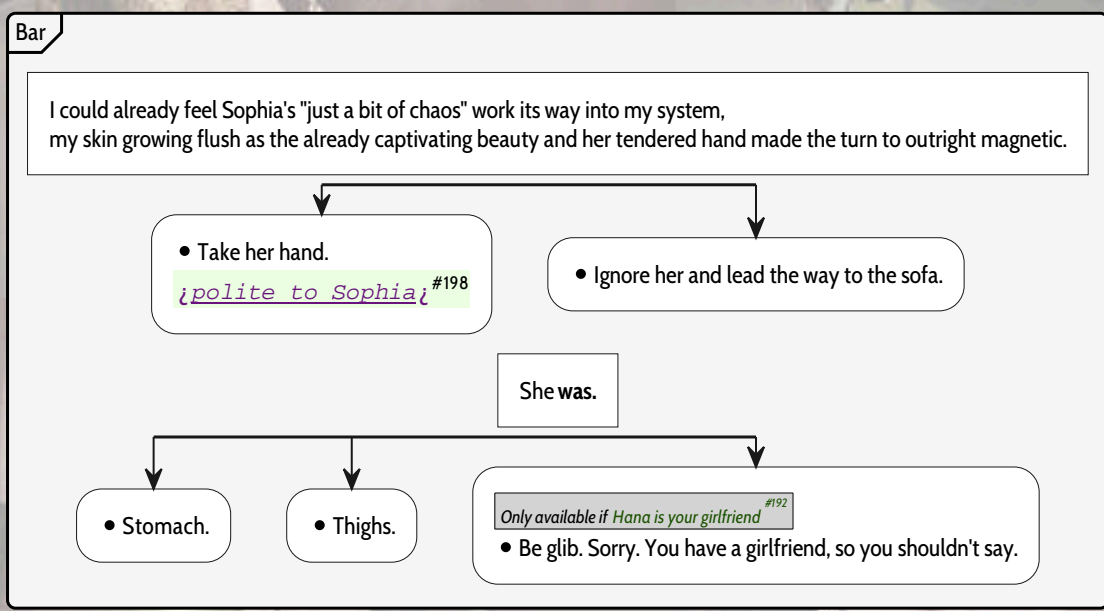 Bar
I could already feel Sophia's "just a bit of chaos" work its way into my system,
my skin growing flush as the already captivating beauty and her tendered hand made the turn to outright magnetic.
• Take her hand.
¿polite to Sophia¿#198
• Ignore her and lead the way to the sofa.
She was.
• Stomach.
• Thighs.
Only available if Hana is your girlfriend #192
• Be glib. Sorry. You have a girlfriend, so you shouldn't say.